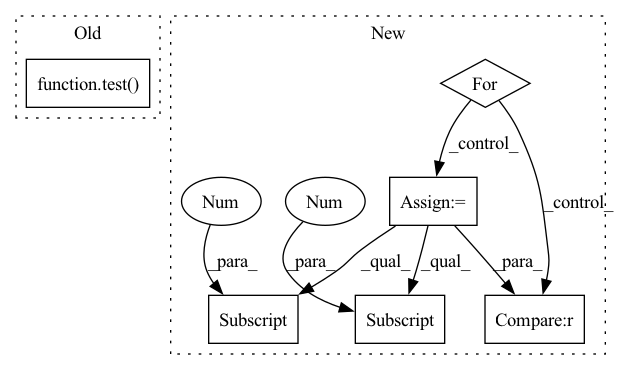 Old
New
function.test()
For
_control_
Num
Num
Assign:=
_control_
_para_
_para_
_qual_
_qual_
_para_
Subscript
Subscript
Compare:r